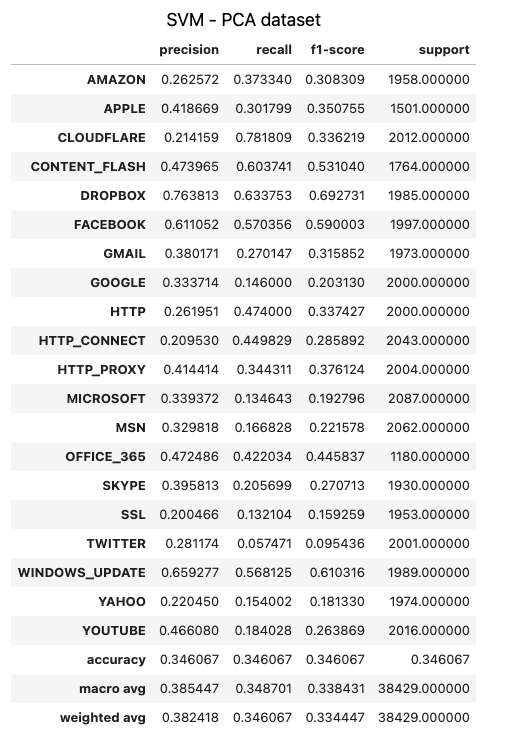 SVM - PCA dataset
precision recall f1-score support
AMAZON 0.262572 0.373340 0.308309 1958.000000
APPLE 0.418669 0.301799 0.350755 1501.000000
CLOUDFLARE 0.214159 0.781809 0.336219 2012.000000
CONTENT_FLASH 0.473965 0.603741 0.531040 1764.000000
DROPBOX 0.763813 0.633753 0.692731 1985.000000
FACEBOOK 0.611052 0.570356 0.590003 1997.000000
GMAIL 0.380171 0.270147 0.315852 1973.000000
GOOGLE 0.333714 0.146000 0.203130 2000.000000
HTTP 0.261951 0.474000 0.337427 2000.000000
HTTP_CONNECT 0.209530 0.449829 0.285892 2043.000000
HTTP_PROXY 0.414414 0.344311 0.376124 2004.000000
MICROSOFT 0.339372 0.134643 0.192796 2087.000000
MSN 0.329818 0.166828 0.221578 2062.000000
OFFICE_365 0.472486 0.422034 0.445837 1180.000000
SKYPE 0.395813 0.205699 0.270713 1930.000000
SSL 0.200466 0.132104 0.159259 1953.000000
TWITTER 0.281174 0.057471 0.095436 2001.000000
WINDOWS_UPDATE 0.659277 0.568125 0.610316 1989.000000
YAHOO 0.220450 0.154002 0.181330 1974.000000
YOUTUBE 0.466080 0.184028 0.263869 2016.000000
accuracy 0.346067 0.346067 0.346067 0.346067
macro avg 0.385447 0.348701 0.338431 38429.000000
weighted avg 0.382418 0.346067 0.334447 38429.000000